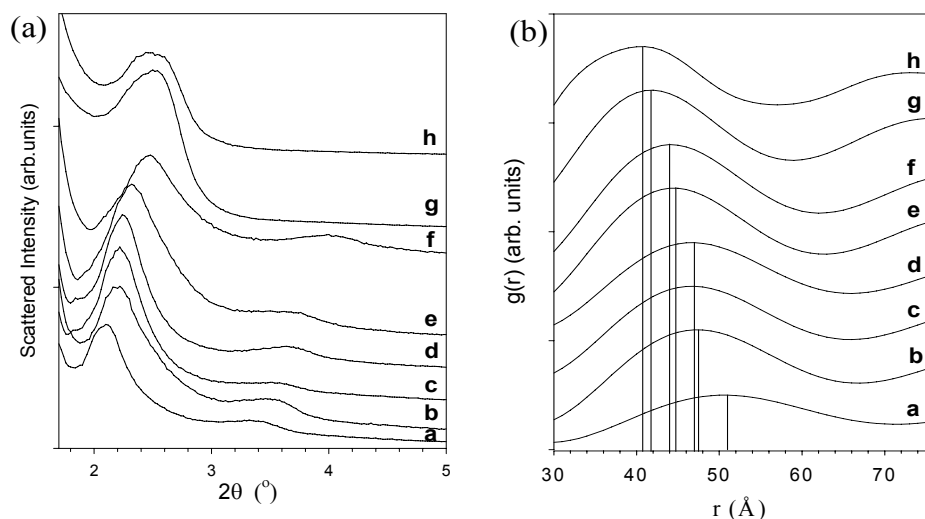 (a)
Scattered Intensity (arb.units)
h
g
f
e
d
c
b
a
2 3 4 5
2θ (°)
(b)
g(r) (arb. units)
h
g
f
e
d
c
b
a
30 40 50 60 70
r (Å)